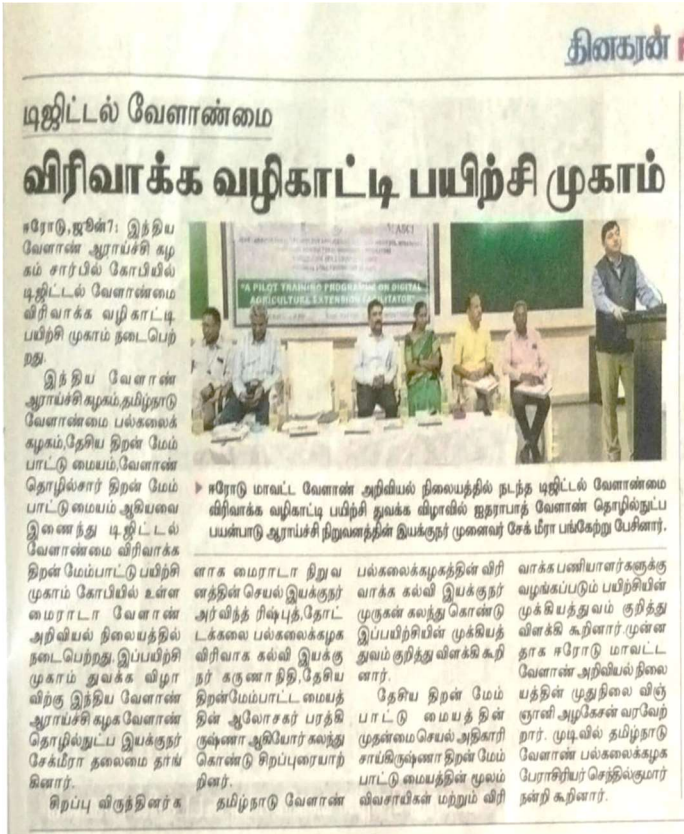 தினகரன்
டிஜிட்டல் வேளாண்மை
விரிவாக்க வழிகாட்டி பயிற்சி முகாம்
ஈரோடு,ஜூன்7: இந்திய
வேளாண் ஆராய்ச்சி கழ
கம் சார்பில் கோபியில்
டிஜிட்டல் வேளாண்மை
விரிவாக்க வழிகாட்டி
பயிற்சி முகாம் நடைபெற்
றது.
இந்திய வேளாண்
ஆராய்ச்சி கழகம்,தமிழ்நாடு
வேளாண்மை பல்கலைக்
கழகம்,தேசிய திறன் மேம்
பாட்டு மையம்,வேளாண்
தொழில்சார் திறன் மேம்
பாட்டு மையம் ஆகியவை
இணைந்து டிஜிட்டல்
வேளாண்மை விரிவாக்க
திறன் மேம்பாட்டு பயிற்சி
முகாம் கோபியில் உள்ள
மைராடா வேளாண்
அறிவியல் நிலையத்தில்
நடைபெற்றது.இப்பயிற்சி
முகாம் துவக்க விழா
விற்கு இந்திய வேளாண்
ஆராய்ச்சி கழக வேளாண்
தொழில்நுட்ப இயக்குநர்
சேக்மீரா தலைமை தாங்
கினார்.
சிறப்பு விருந்தினர்க
ASCI
"A PILOT TRAINING PROGRAMME ON DIGITAL
AGRICULTURE EXTENSION FACILITATOR"
ஈரோடு மாவட்ட வேளாண் அறிவியல் நிலையத்தில் நடந்த டிஜிட்டல் வேளாண்மை
விரிவாக்க வழிகாட்டி பயிற்சி துவக்க விழாவில் ஐதராபாத் வேளாண் தொழில்நுட்ப
பயன்பாடு ஆராய்ச்சி நிறுவனத்தின் இயக்குநர் முனைவர் சேக் மீரா பங்கேற்று பேசினார்.
ளாக மைராடா நிறுவ
னத்தின் செயல் இயக்குநர்
அர்விந்த் ரிஷ்புத்,தோட்
டக்கலை பல்கலைக்கழக
விரிவாக கல்வி இயக்கு
நர் கருணாநிதி,தேசிய
திறன்மேம்பாட்ட மையத்
தின் ஆலோசகர் பரத்கி
ருஷ்ணா ஆகியோர் கலந்து
கொண்டு சிறப்புரையாற்
றினர்.
தமிழ்நாடு வேளாண்
பல்கலைக்கழகத்தின் விரி
வாக்க கல்வி இயக்குநர்
முருகன் கலந்து கொண்டு
இப்பயிற்சியின் முக்கியத்
துவம் குறித்து விளக்கி கூறி
னார்.
தேசிய திறன் மேம்
பாட்டு மையத்தின்
முதன்மை செயல் அதிகாரி
சாய்கிருஷ்ணா திறன் மேம்
பாட்டு மையத்தின் மூலம்
விவசாயிகள் மற்றும் விரி
வாக்க பணியாளர்களுக்கு
வழங்கப்படும் பயிற்சியின்
முக்கியத்துவம் குறித்து
விளக்கி கூறினார்.முன்ன
தாக ஈரோடு மாவட்ட
வேளாண் அறிவியல் நிலை
யத்தின் முதுநிலை விஞ்
ஞானி அழகேசன் வரவேற்
றார். முடிவில் தமிழ்நாடு
வேளாண் பல்கலைக்கழக
பேராசிரியர் செந்தில்குமார்
நன்றி கூறினார்.